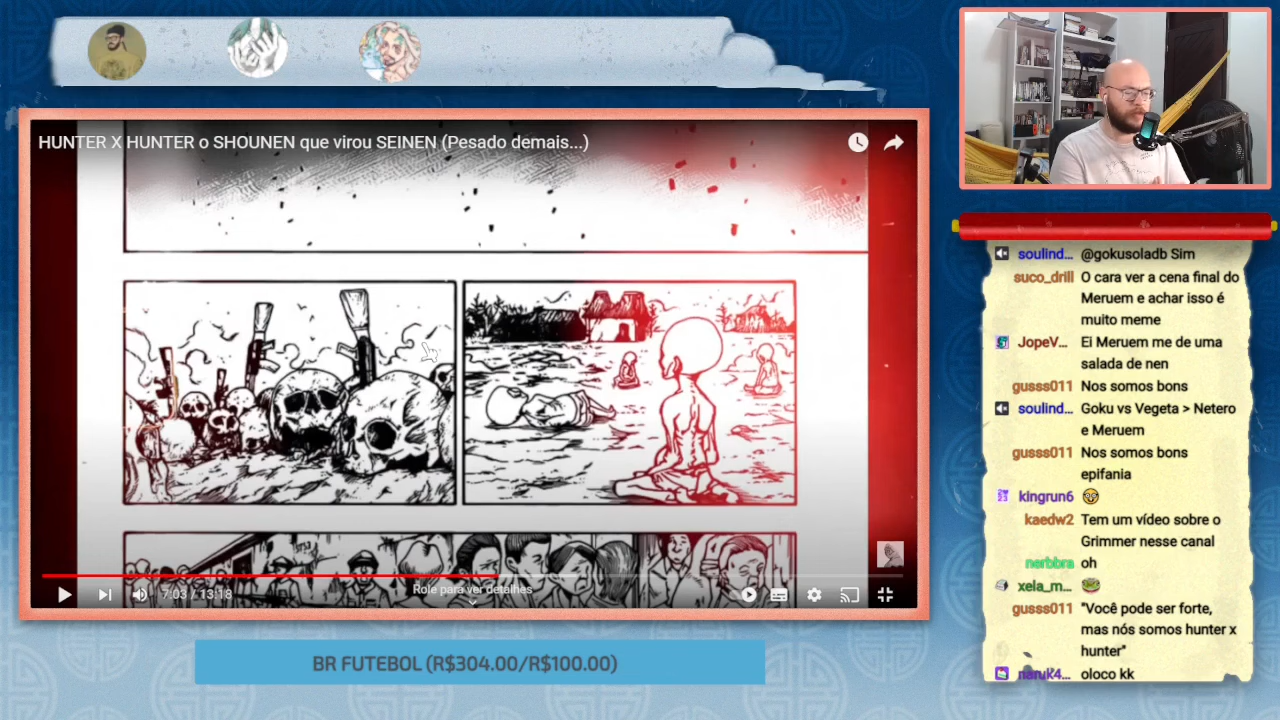 HUNTER X HUNTER o SHOUNEN que virou SEINEN (Pesado demais...)
7:03 / 13:18
Role para ver detalhes
BR FUTEBOL (R$304.00/R$100.00)
soulind... @gokusoladb Sim
suco_drill O cara ver a cena final do
Meruem e achar isso é
muito meme
JopeV... Ei Meruem me de uma
salada de nen
gusss011 Nos somos bons
soulind... Goku vs Vegeta > Netero
e Meruem
gusss011 Nos somos bons
epifania
kingrun6
kaedw2 Tem um vídeo sobre o
Grimmer nesse canal
nerbbra oh
xela_m...
gusss011 "Você pode ser forte,
mas nós somos hunter x
hunter"
naruk4... oloco kk